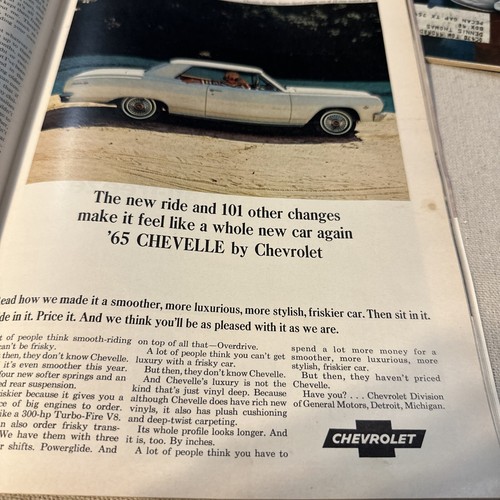 The new ride and 101 other changes
make it feel like a whole new car again
'65 CHEVELLE by Chevrolet
ead how we made it a smoother, more luxurious, more stylish, friskier car. Then sit in it.
de in it. Price it. And we think you'll be as pleased with it as we are.
t of people think smooth-riding
can't be frisky.
then, they don't know Chevelle.
it's even smoother this year.
four softer springs and an
ed rear suspension.
skier because it gives you a
ce of big engines to order.
ike a 300-hp Turbo-Fire V8.
n also order frisky trans-
We have them with three
r shifts. Powerglide. And
on top of all that—Overdrive.
A lot of people think you can't get
luxury with a frisky car.
But then, they don't know Chevelle.
And Chevelle's luxury is not the
kind that's just vinyl deep. Because
although Chevelle does have rich new
vinyls, it also has plush cushioning
and deep-twist carpeting.
Its whole profile looks longer. And
it is, too. By inches.
A lot of people think you have to
spend a lot more money for a
smoother, more luxurious, more
stylish, friskier car.
But then, they haven't priced
Chevelle.
Have you? . . . Chevrolet Division
of General Motors, Detroit, Michigan.
CHEVROLET
DENNIS THOMAS